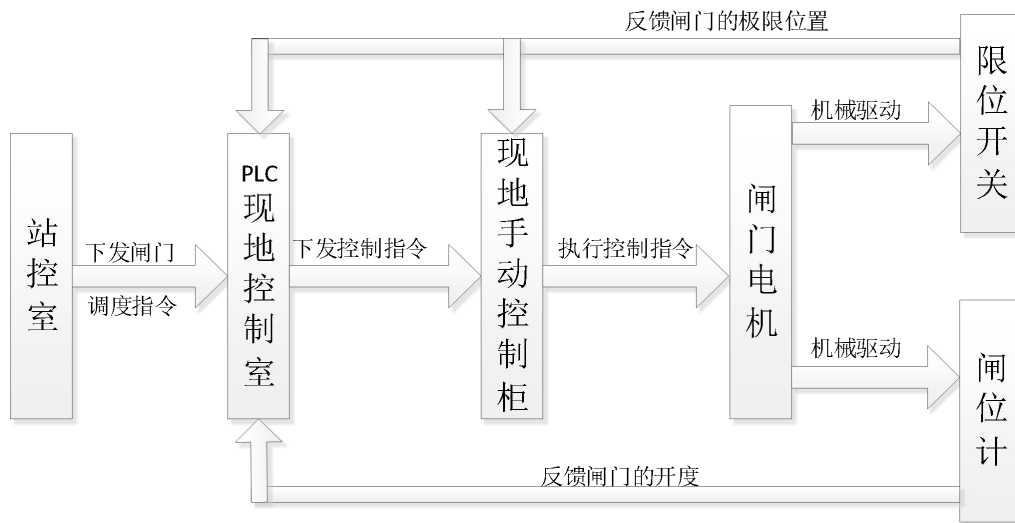 反馈闸门的极限位置
限位开关
机械驱动
站控室
下发闸门
调度指令
PLC
现地控制室
下发控制指令
现地手动控制柜
执行控制指令
闸门电机
机械驱动
闸位计
反馈闸门的开度